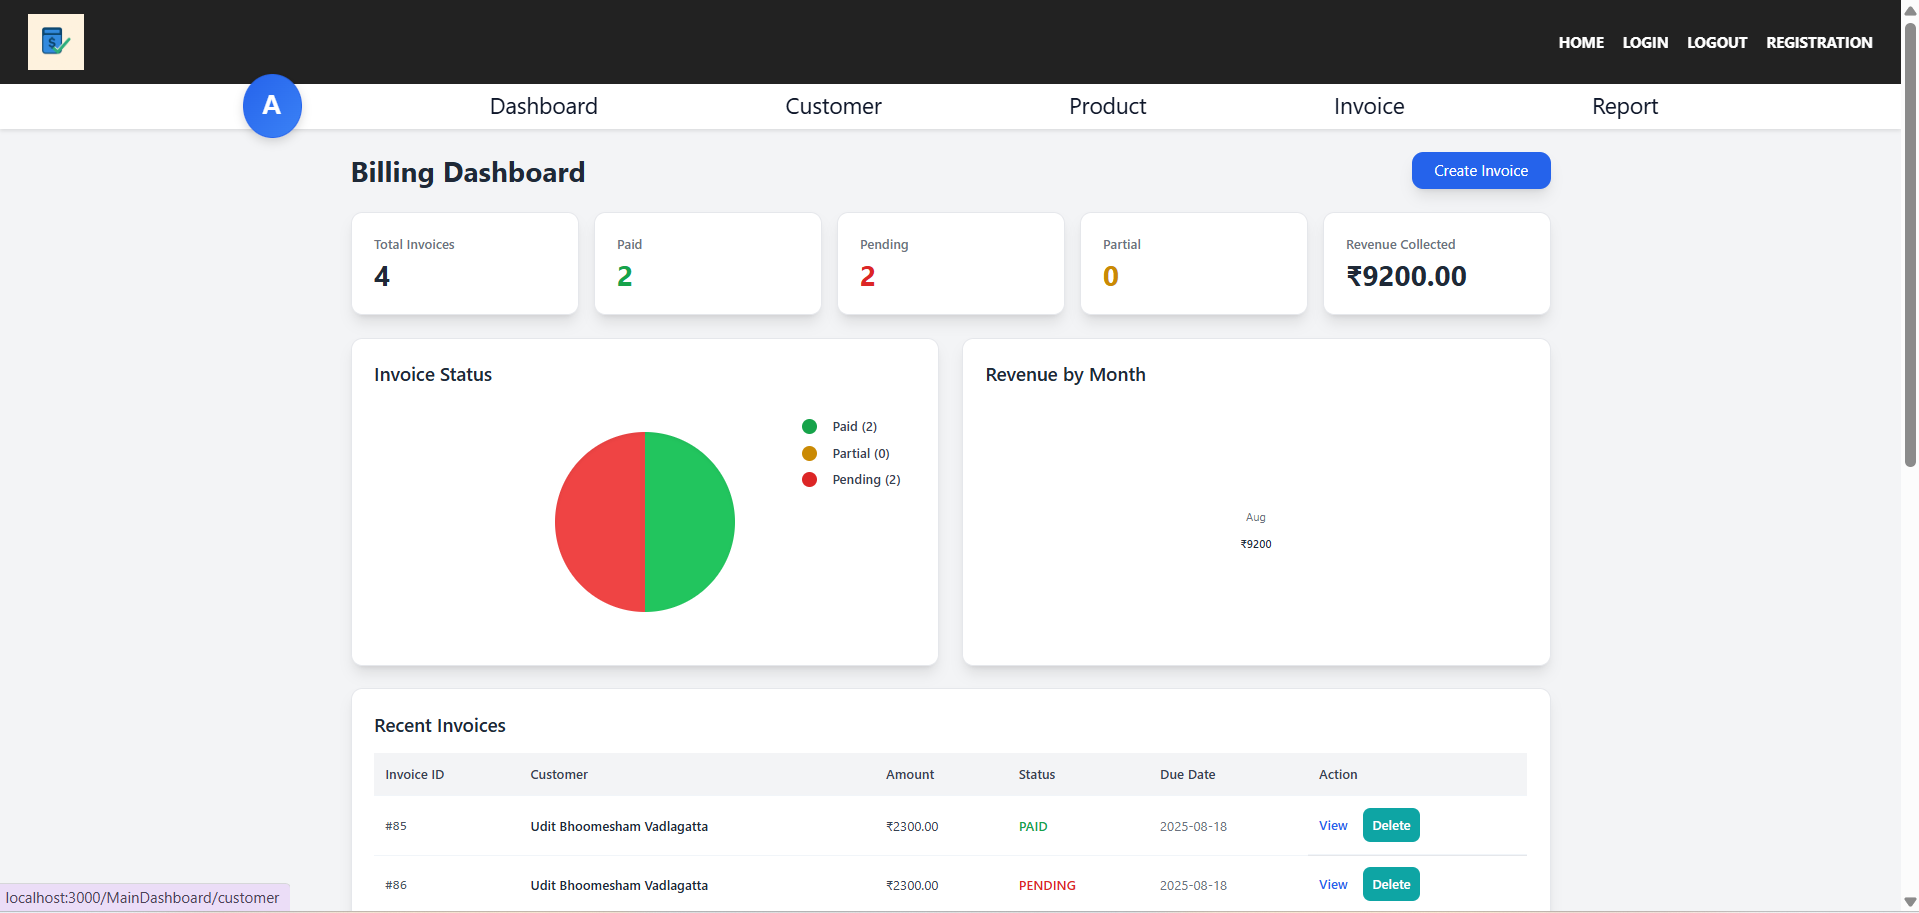 $
HOME LOGIN LOGOUT REGISTRATION
A Dashboard Customer Product Invoice Report
Billing Dashboard
Create Invoice
Total Invoices
4
Paid
2
Pending
2
Partial
0
Revenue Collected
₹9200.00
Invoice Status
Paid (2)
Partial (0)
Pending (2)
Revenue by Month
Aug
₹9200
Recent Invoices
Invoice ID Customer Amount Status Due Date Action
#85 Udit Bhoomesham Vadlagatta ₹2300.00 PAID 2025-08-18 View Delete
#86 Udit Bhoomesham Vadlagatta ₹2300.00 PENDING 2025-08-18 View Delete
localhost:3000/MainDashboard/customer